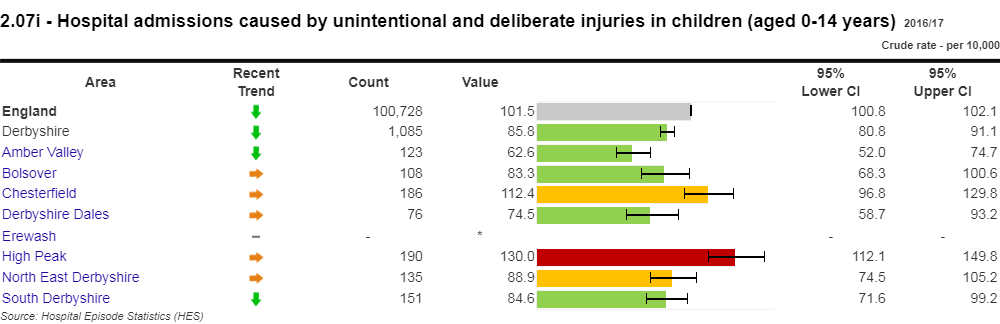 2.07i - Hospital admissions caused by unintentional and deliberate injuries in children (aged 0-14 years) 2016/17
Crude rate - per 10,000
Area Recent Trend Count Value 95% Lower CI 95% Upper CI
England 100,728 101.5 100.8 102.1
Derbyshire 1,085 85.8 80.8 91.1
Amber Valley 123 62.6 52.0 74.7
Bolsover 108 83.3 68.3 100.6
Chesterfield 186 112.4 96.8 129.8
Derbyshire Dales 76 74.5 58.7 93.2
Erewash – - * - -
High Peak 190 130.0 112.1 149.8
North East Derbyshire 135 88.9 74.5 105.2
South Derbyshire 151 84.6 71.6 99.2
Source: Hospital Episode Statistics (HES)